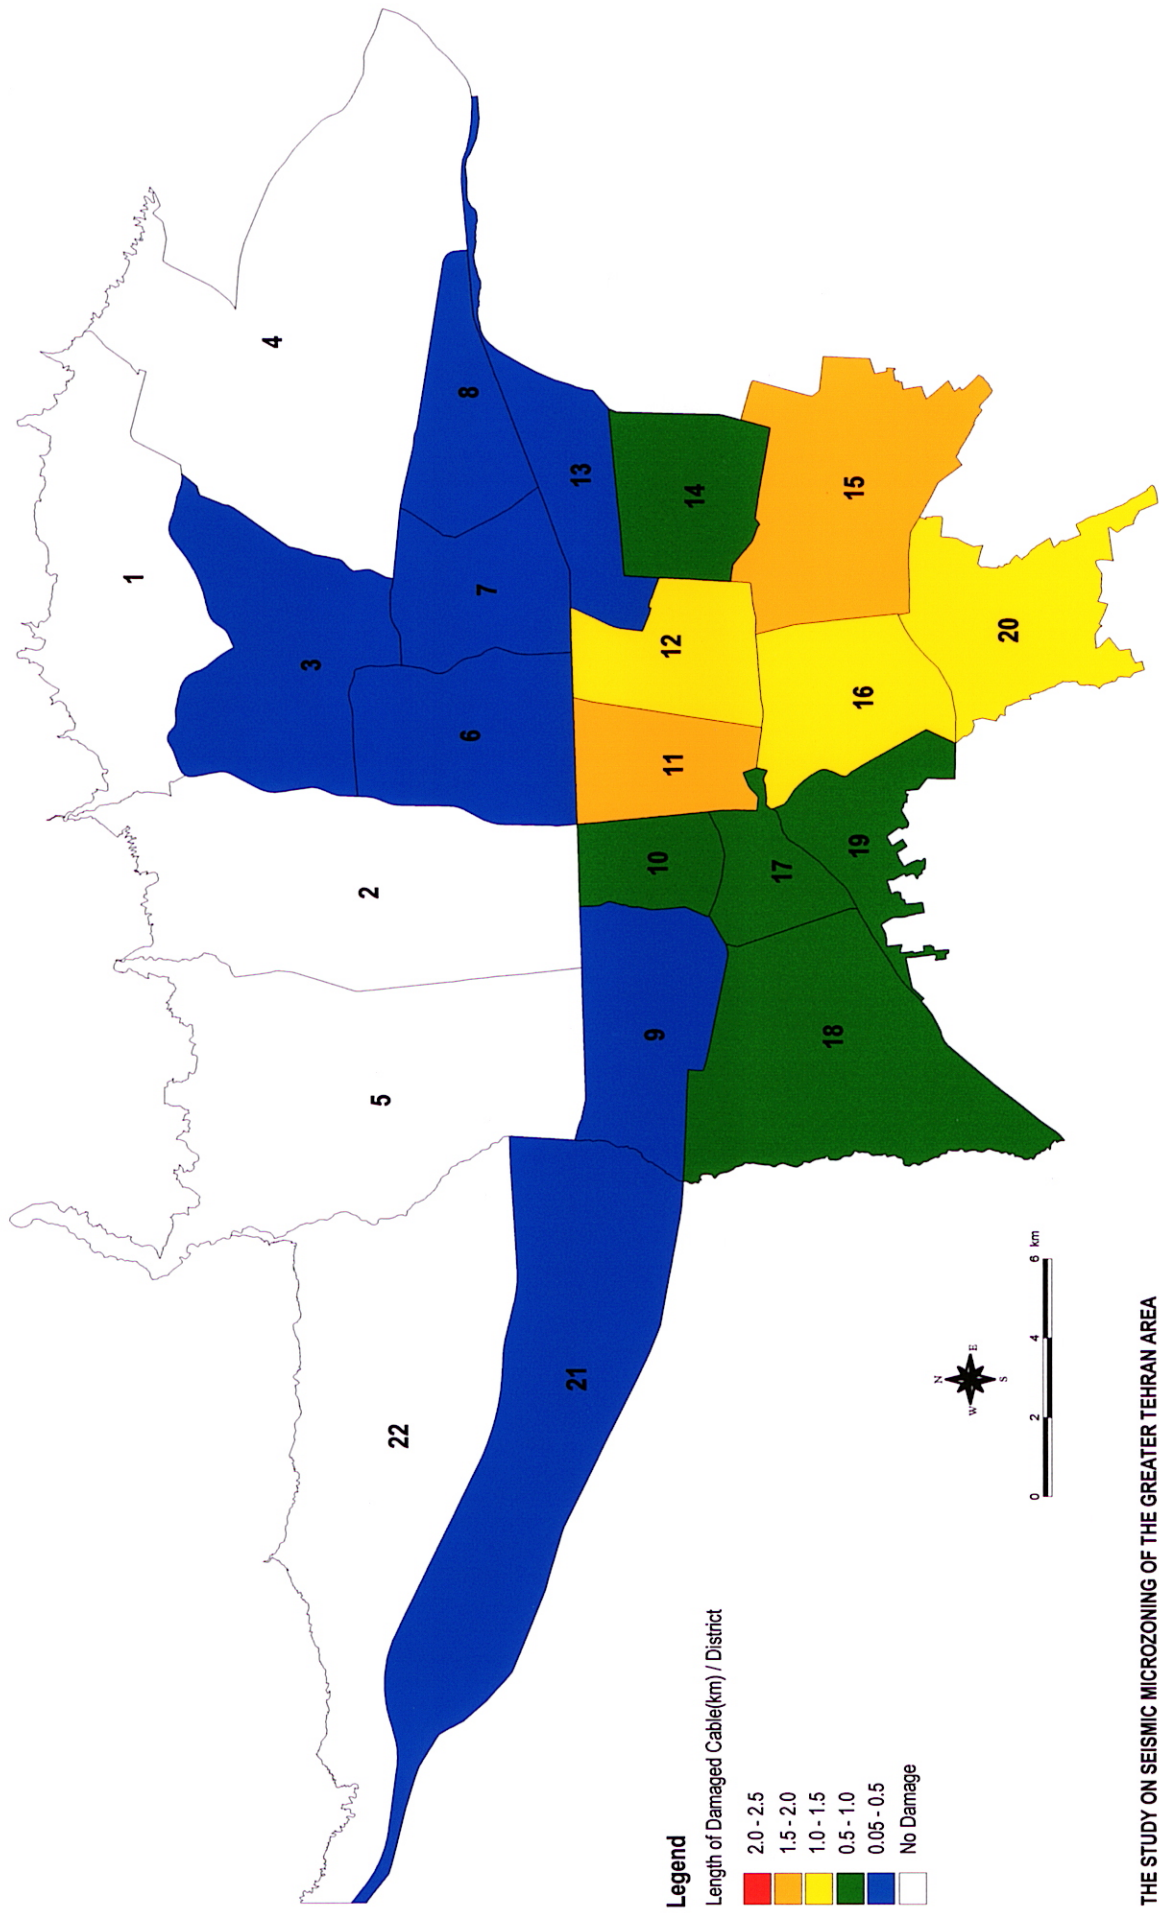 1
4
3
2
5
8
7
6
22
13
14
12
11
10
9
21
15
16
17
19
18
20
N
W
E
S
0
2
4
6 km
Legend
Length of Damaged Cable(km) / District
2.0 - 2.5
1.5 - 2.0
1.0 - 1.5
0.5 - 1.0
0.05 - 0.5
No Damage
THE STUDY ON SEISMIC MICROZONING OF THE GREATER TEHRAN AREA